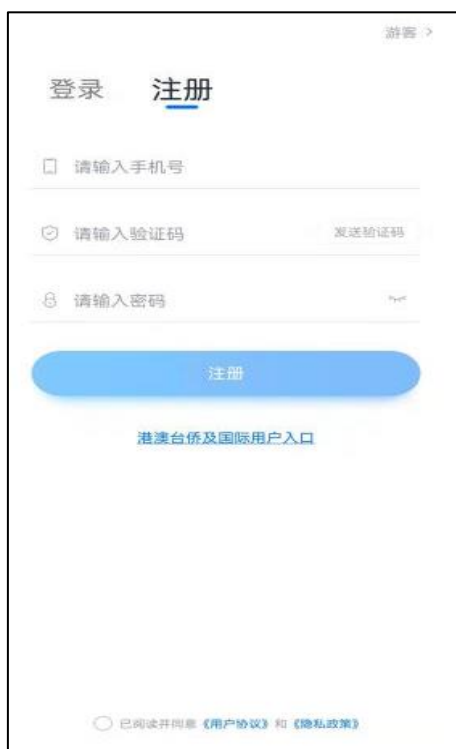 游客 >
登录 注册
请输入手机号
请输入验证码 发送验证码
请输入密码
注册
港澳台侨及国际用户入口
已阅读并同意《用户协议》和《隐私政策》